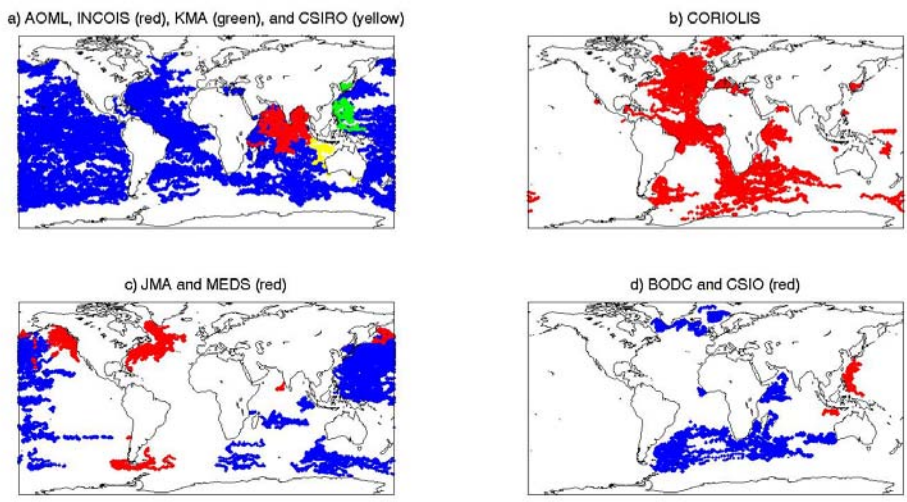 a) AOML, INCOIS (red), KMA (green), and CSIRO (yellow)
b) CORIOLIS
c) JMA and MEDS (red)
d) BODC and CSIO (red)